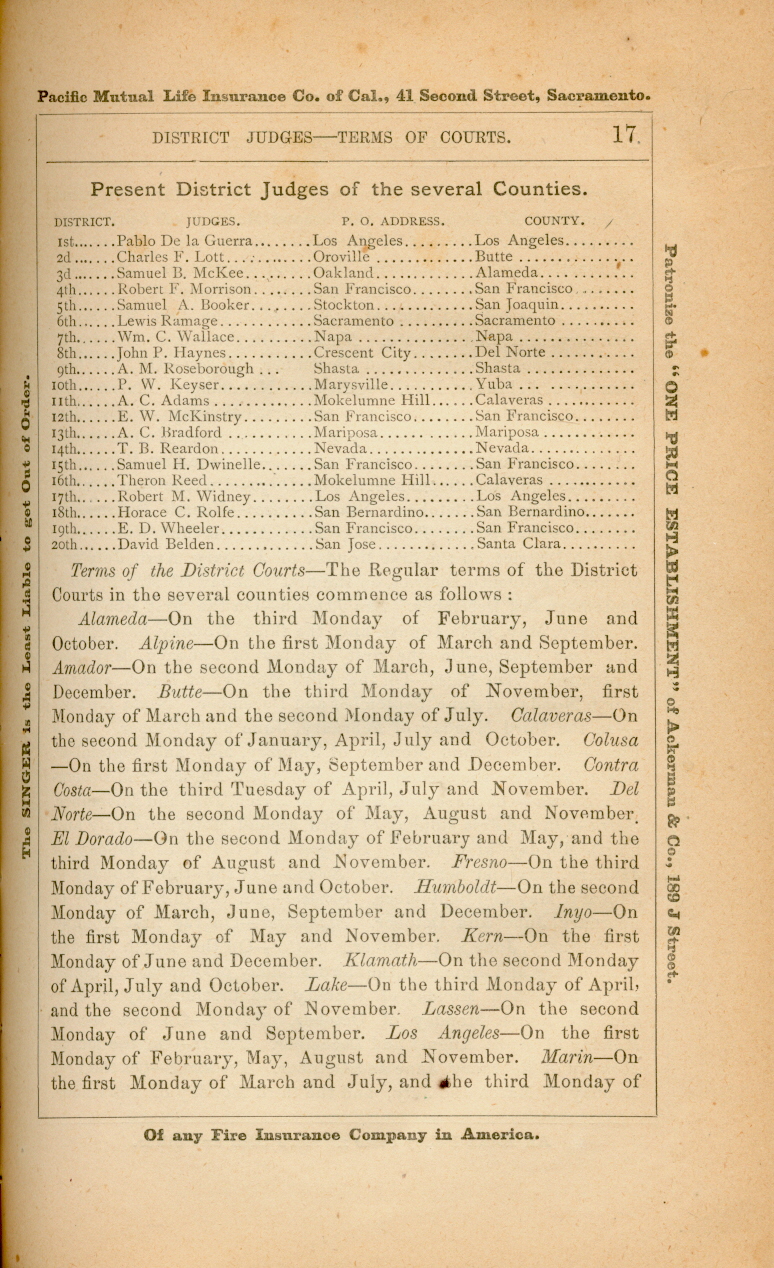 Pacific Mutual Life Insurance Co. of Cal., 41 Second Street, Sacramento.
DISTRICT JUDGES—TERMS OF COURTS. 17.
Present District Judges of the several Counties.
DISTRICT. JUDGES. P. O. ADDRESS. COUNTY.
1st.......Pablo De la Guerra........Los Angeles..........Los Angeles.........
2d.......Charles F. Lott............Oroville..............Butte...............
3d.......Samuel B. McKee.........Oakland.............Alameda............
4th......Robert F. Morrison........San Francisco........San Francisco........
5th......Samuel A. Booker........Stockton.............San Joaquin.........
6th......Lewis Ramage............Sacramento..........Sacramento.........
7th......Wm. C. Wallace..........Napa................Napa...............
8th......John P. Haynes...........Crescent City........Del Norte...........
9th......A. M. Roseborough ... Shasta..............Shasta..............
10th......P. W. Keyser.............Marysville...........Yuba...............
11th......A. C. Adams.............Mokelumne Hill......Calaveras...........
12th......E. W. McKinstry.........San Francisco........San Francisco.......
13th......A. C. Bradford...........Mariposa............Mariposa...........
14th......T. B. Reardon............Nevada..............Nevada.............
15th......Samuel H. Dwinelle.......San Francisco........San Francisco.......
16th......Theron Reed.............Mokelumne Hill......Calaveras...........
17th......Robert M. Widney........Los Angeles.........Los Angeles.........
18th......Horace C. Rolfe..........San Bernardino.......San Bernardino.......
19th......E. D. Wheeler............San Francisco........San Francisco.......
20th......David Belden.............San Jose.............Santa Clara..........
Terms of the District Courts—The Regular terms of the District
Courts in the several counties commence as follows :
Alameda—On the third Monday of February, June and
October. Alpine—On the first Monday of March and September.
Amador—On the second Monday of March, June, September and
December. Butte—On the third Monday of November, first
Monday of March and the second Monday of July. Calaveras—On
the second Monday of January, April, July and October. Colusa
—On the first Monday of May, September and December. Contra
Costa—On the third Tuesday of April, July and November. Del
Norte—On the second Monday of May, August and November.
El Dorado—On the second Monday of February and May, and the
third Monday of August and November. Fresno—On the third
Monday of February, June and October. Humboldt—On the second
Monday of March, June, September and December. Inyo—On
the first Monday of May and November. Kern—On the first
Monday of June and December. Klamath—On the second Monday
of April, July and October. Lake—On the third Monday of April,
and the second Monday of November. Lassen—On the second
Monday of June and September. Los Angeles—On the first
Monday of February, May, August and November. Marin—On
the first Monday of March and July, and the third Monday of
Of any Fire Insurance Company in America.
The SINGER is the Least Liable to get Out of Order.
Patronize the "ONE PRICE ESTABLISHMENT" of Ackerman & Co., 189 J Street.